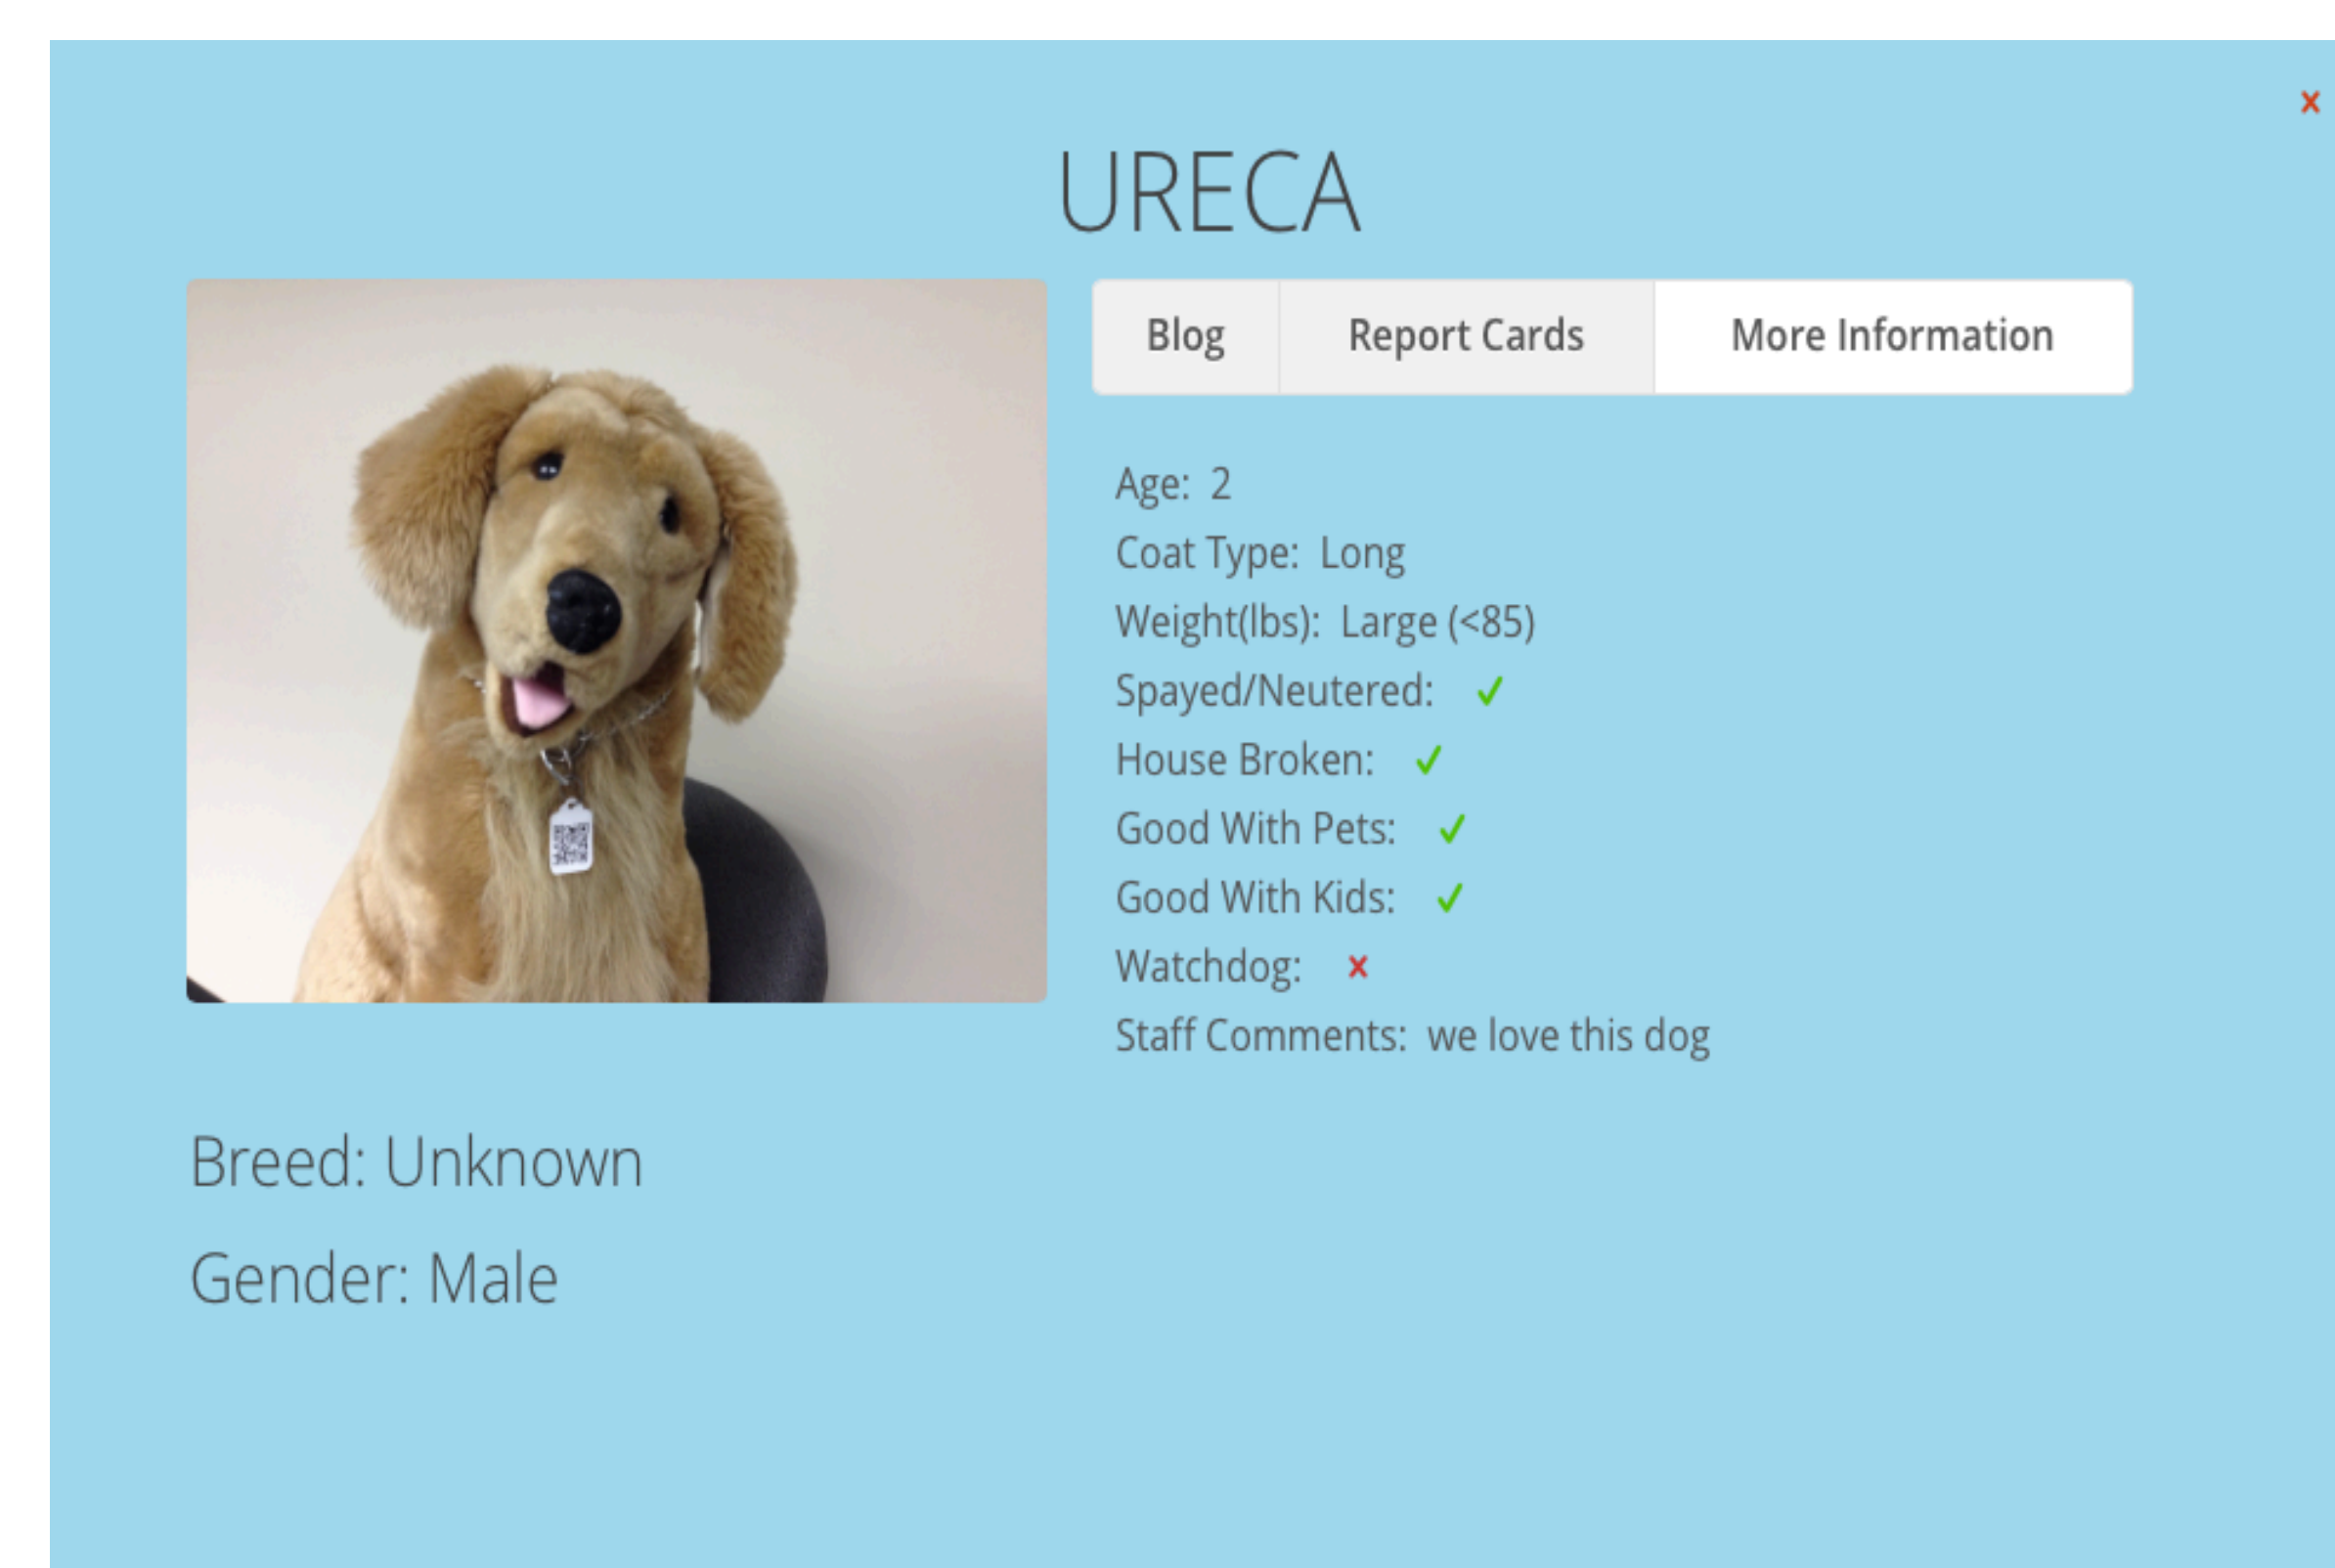 URECA
Blog
Report Cards
More Information
Age: 2
Coat Type: Long
Weight(lbs): Large (<85)
Spayed/Neutered: ✓
House Broken: ✓
Good With Pets: ✓
Good With Kids: ✓
Watchdog: ✗
Staff Comments: we love this dog
Breed: Unknown
Gender: Male